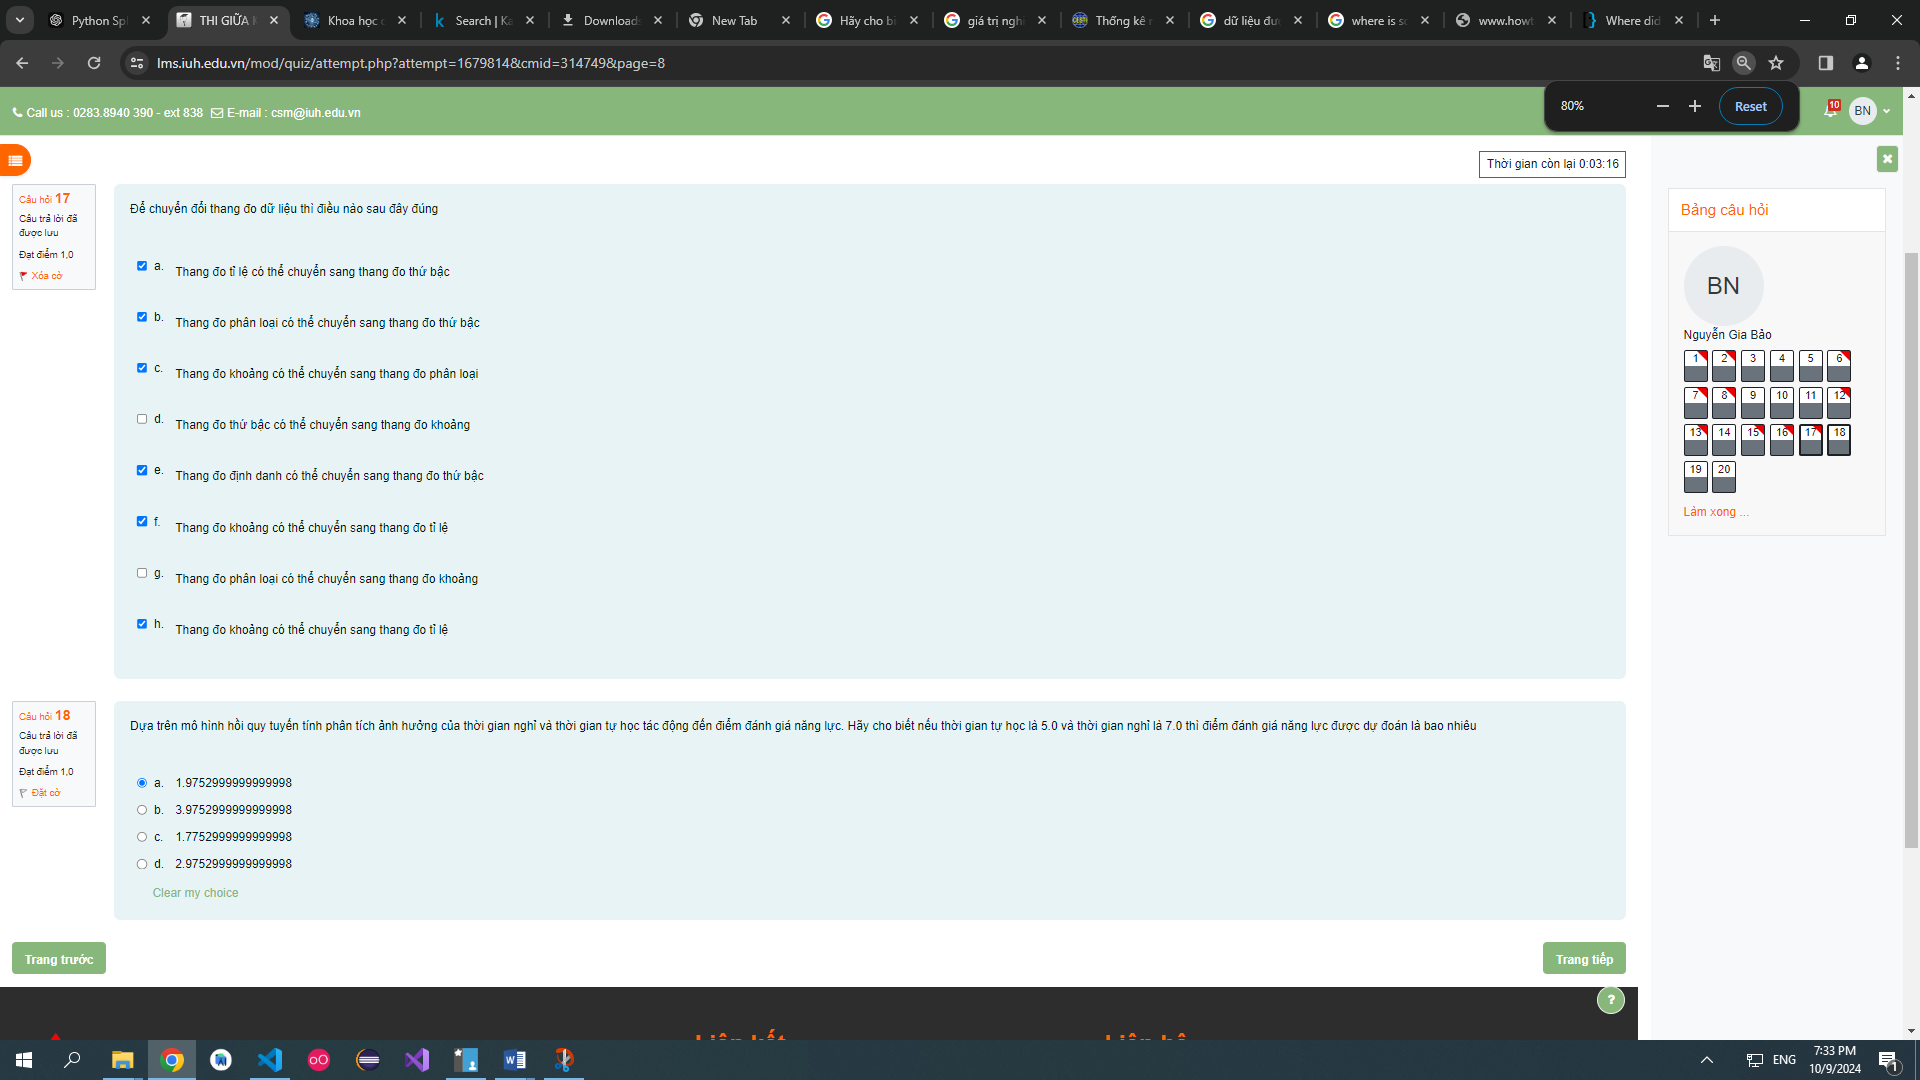 Python Spl
THI GIỮA K
Khoa học d
Search | Ka
Downloads
New Tab
Hãy cho bi
giá trị nghi
Thống kê n
dữ liệu đư
where is sc
www.howt
Where did
lms.iuh.edu.vn/mod/quiz/attempt.php?attempt=1679814&cmid=314749&page=8
Call us : 0283.8940 390 - ext 838 E-mail : csm@iuh.edu.vn
80%
Reset
10
BN
Thời gian còn lại 0:03:16
Câu hỏi 17
Câu trả lời đã
được lưu
Đạt điểm 1,0
Xóa cờ
Để chuyển đổi thang đo dữ liệu thì điều nào sau đây đúng
a. Thang đo tỉ lệ có thể chuyển sang thang đo thứ bậc
b. Thang đo phân loại có thể chuyển sang thang đo thứ bậc
c. Thang đo khoảng có thể chuyển sang thang đo phân loại
d. Thang đo thứ bậc có thể chuyển sang thang đo khoảng
e. Thang đo định danh có thể chuyển sang thang đo thứ bậc
f. Thang đo khoảng có thể chuyển sang thang đo tỉ lệ
g. Thang đo phân loại có thể chuyển sang thang đo khoảng
h. Thang đo khoảng có thể chuyển sang thang đo tỉ lệ
Câu hỏi 18
Câu trả lời đã
được lưu
Đạt điểm 1,0
Đặt cờ
Dựa trên mô hình hồi quy tuyến tính phân tích ảnh hưởng của thời gian nghỉ và thời gian tự học tác động đến điểm đánh giá năng lực. Hãy cho biết nếu thời gian tự học là 5.0 và thời gian nghỉ là 7.0 thì điểm đánh giá năng lực được dự đoán là bao nhiêu
a. 1.9752999999999998
b. 3.9752999999999998
c. 1.7752999999999998
d. 2.9752999999999998
Clear my choice
Trang trước
Trang tiếp
Bảng câu hỏi
BN
Nguyễn Gia Bảo
1 2 3 4 5 6
7 8 9 10 11 12
13 14 15 16 17 18
19 20
Làm xong ...
?
Liên kết
Liên hệ
ENG
7:33 PM
10/9/2024
1